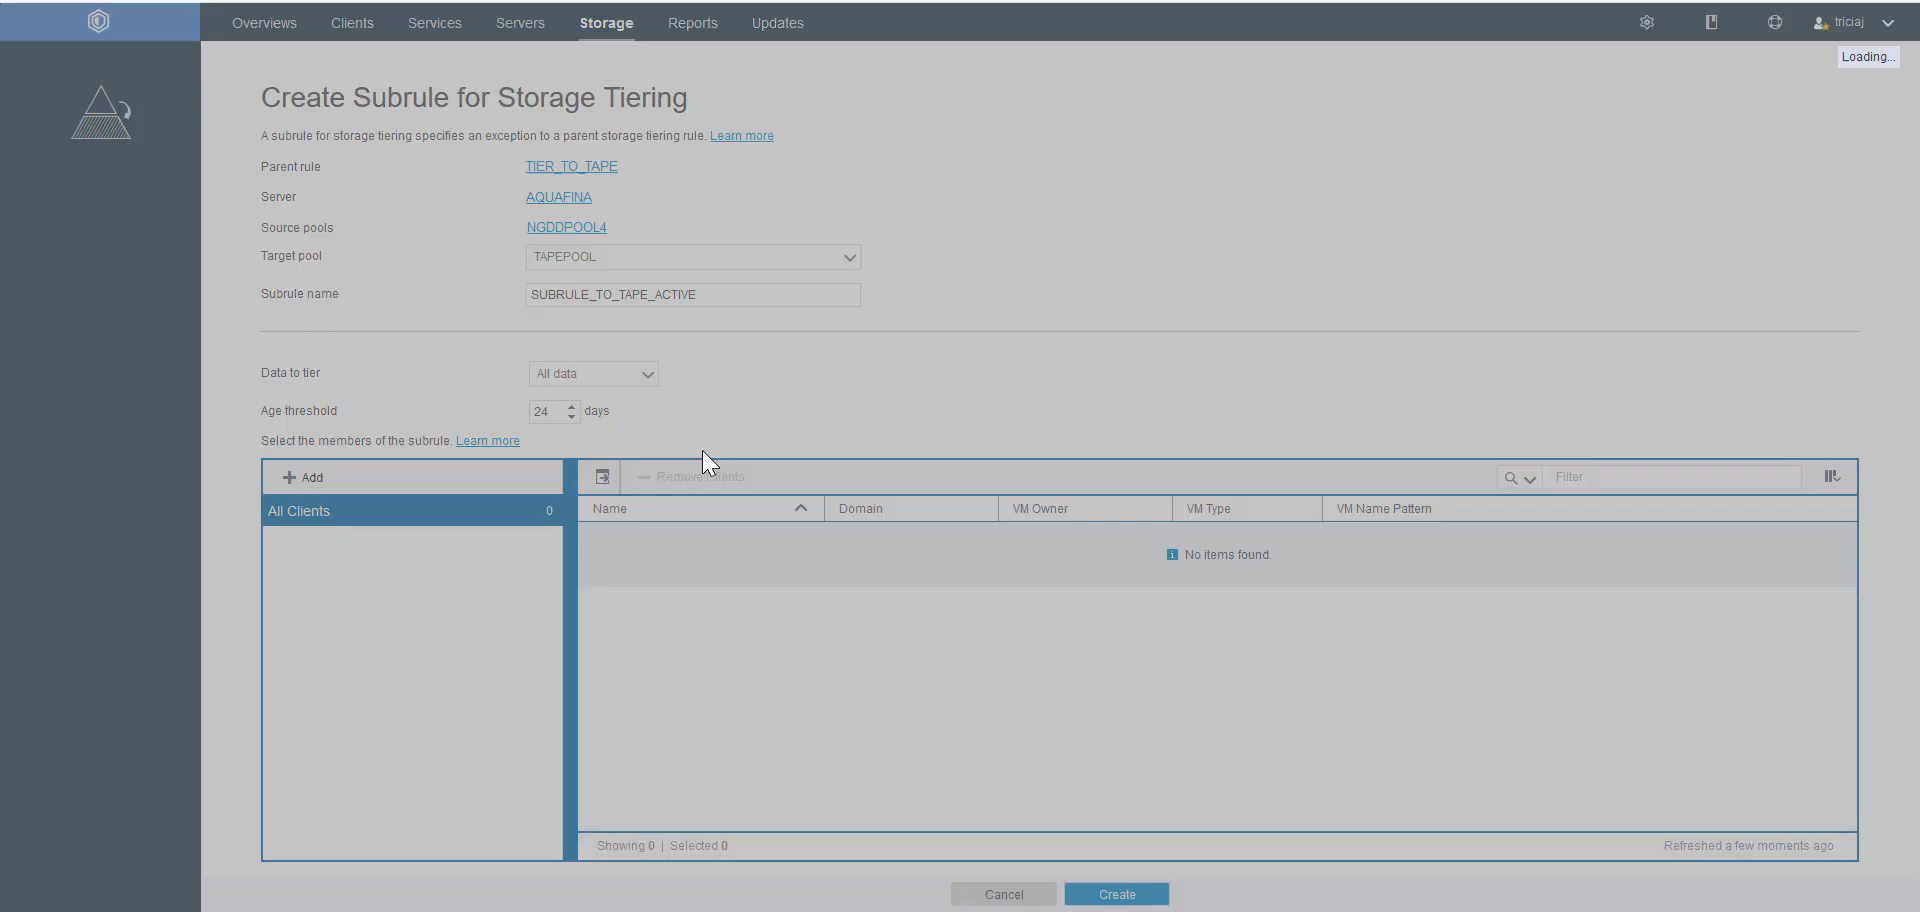 Overviews Clients Services Servers Storage Reports Updates triciaj
Loading...
Create Subrule for Storage Tiering
A subrule for storage tiering specifies an exception to a parent storage tiering rule. Learn more
Parent rule TIER_TO_TAPE
Server AQUAFINA
Source pools NGDDPOOL4
Target pool TAPEPOOL
Subrule name SUBRULE_TO_TAPE_ACTIVE
Data to tier All data
Age threshold 24 days
Select the members of the subrule. Learn more
Add Remove Clients Filter
All Clients 0
Name Domain VM Owner VM Type VM Name Pattern
No items found.
Showing 0 | Selected 0 Refreshed a few moments ago
Cancel Create